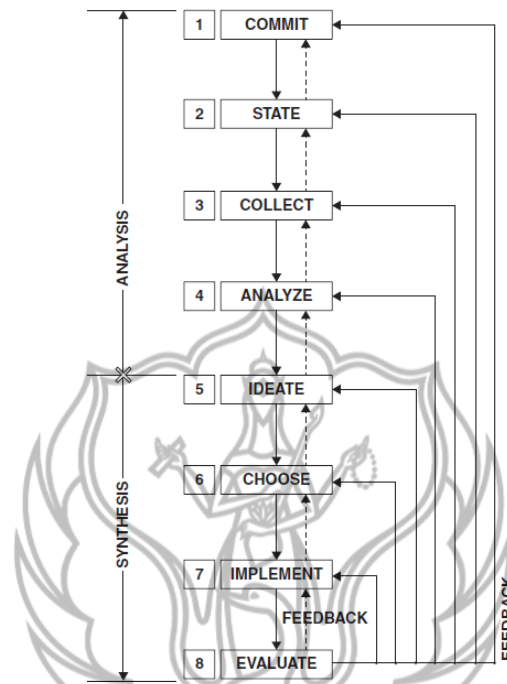 1 COMMIT
2 STATE
3 COLLECT
ANALYSIS
4 ANALYZE
5 IDEATE
6 CHOOSE
SYNTHESIS
7 IMPLEMENT
FEEDBACK
8 EVALUATE
FEEDBACK